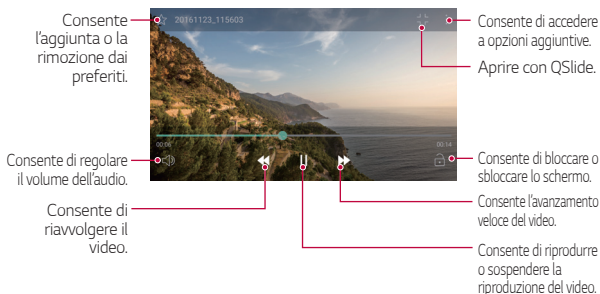 Consente
l'aggiunta o la
rimozione dai
preferiti.
20161123_115603
Consente di accedere
a opzioni aggiuntive.
Aprire con QSlide.
00:06
00:14
Consente di regolare
il volume dell'audio.
Consente di
riavvolgere il
video.
Consente di bloccare o
sbloccare lo schermo.
Consente l'avanzamento
veloce del video.
Consente di riprodurre
o sospendere la
riproduzione del video.